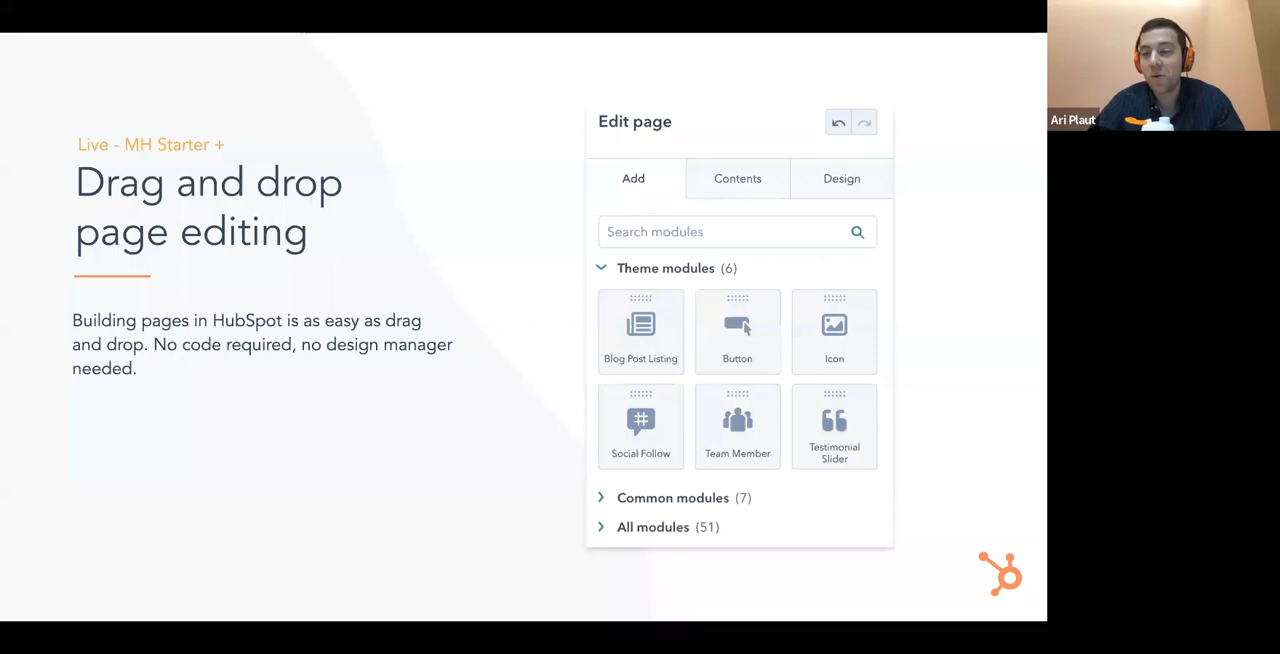 Live - MH Starter +
Drag and drop
page editing
Building pages in HubSpot is as easy as drag
and drop. No code required, no design manager
needed.
Edit page
Add
Contents
Design
Search modules
Theme modules (6)
Blog Post Listing
Button
Icon
Social Follow
Team Member
Testimonial
Slider
Common modules (7)
All modules (51)
Ari Plaut